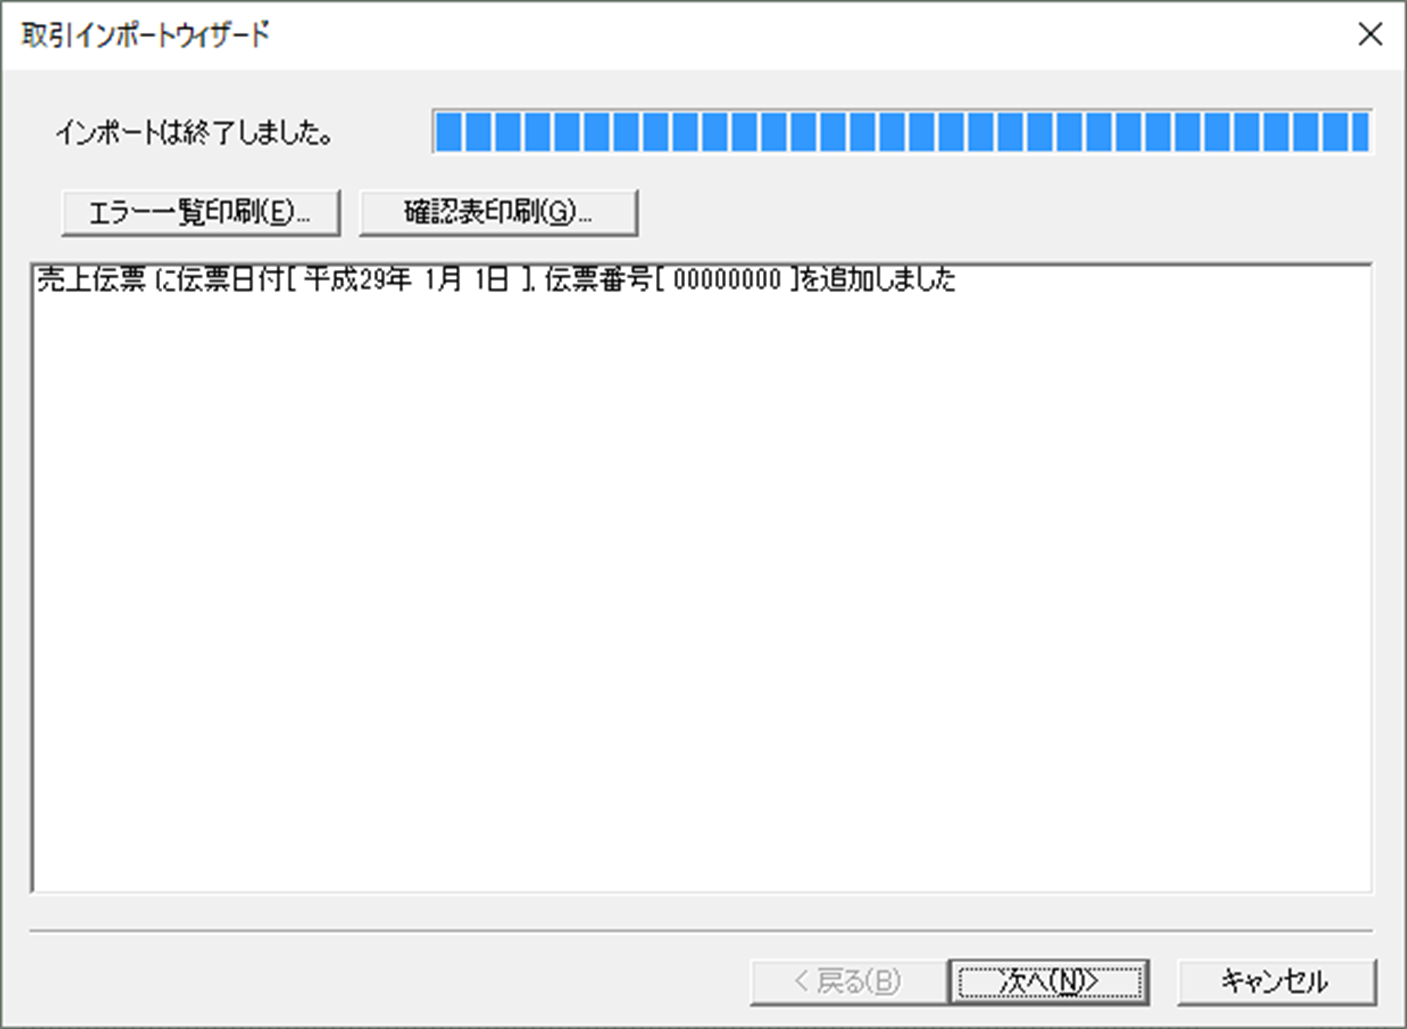 取引インポートウィザード
インポートは終了しました。
エラー一覧印刷(E)... 確認表印刷(G)...
売上伝票 に伝票日付[ 平成29年 1月 1日 ], 伝票番号[ 00000000 ]を追加しました
< 戻る(B) 次へ(N)> キャンセル